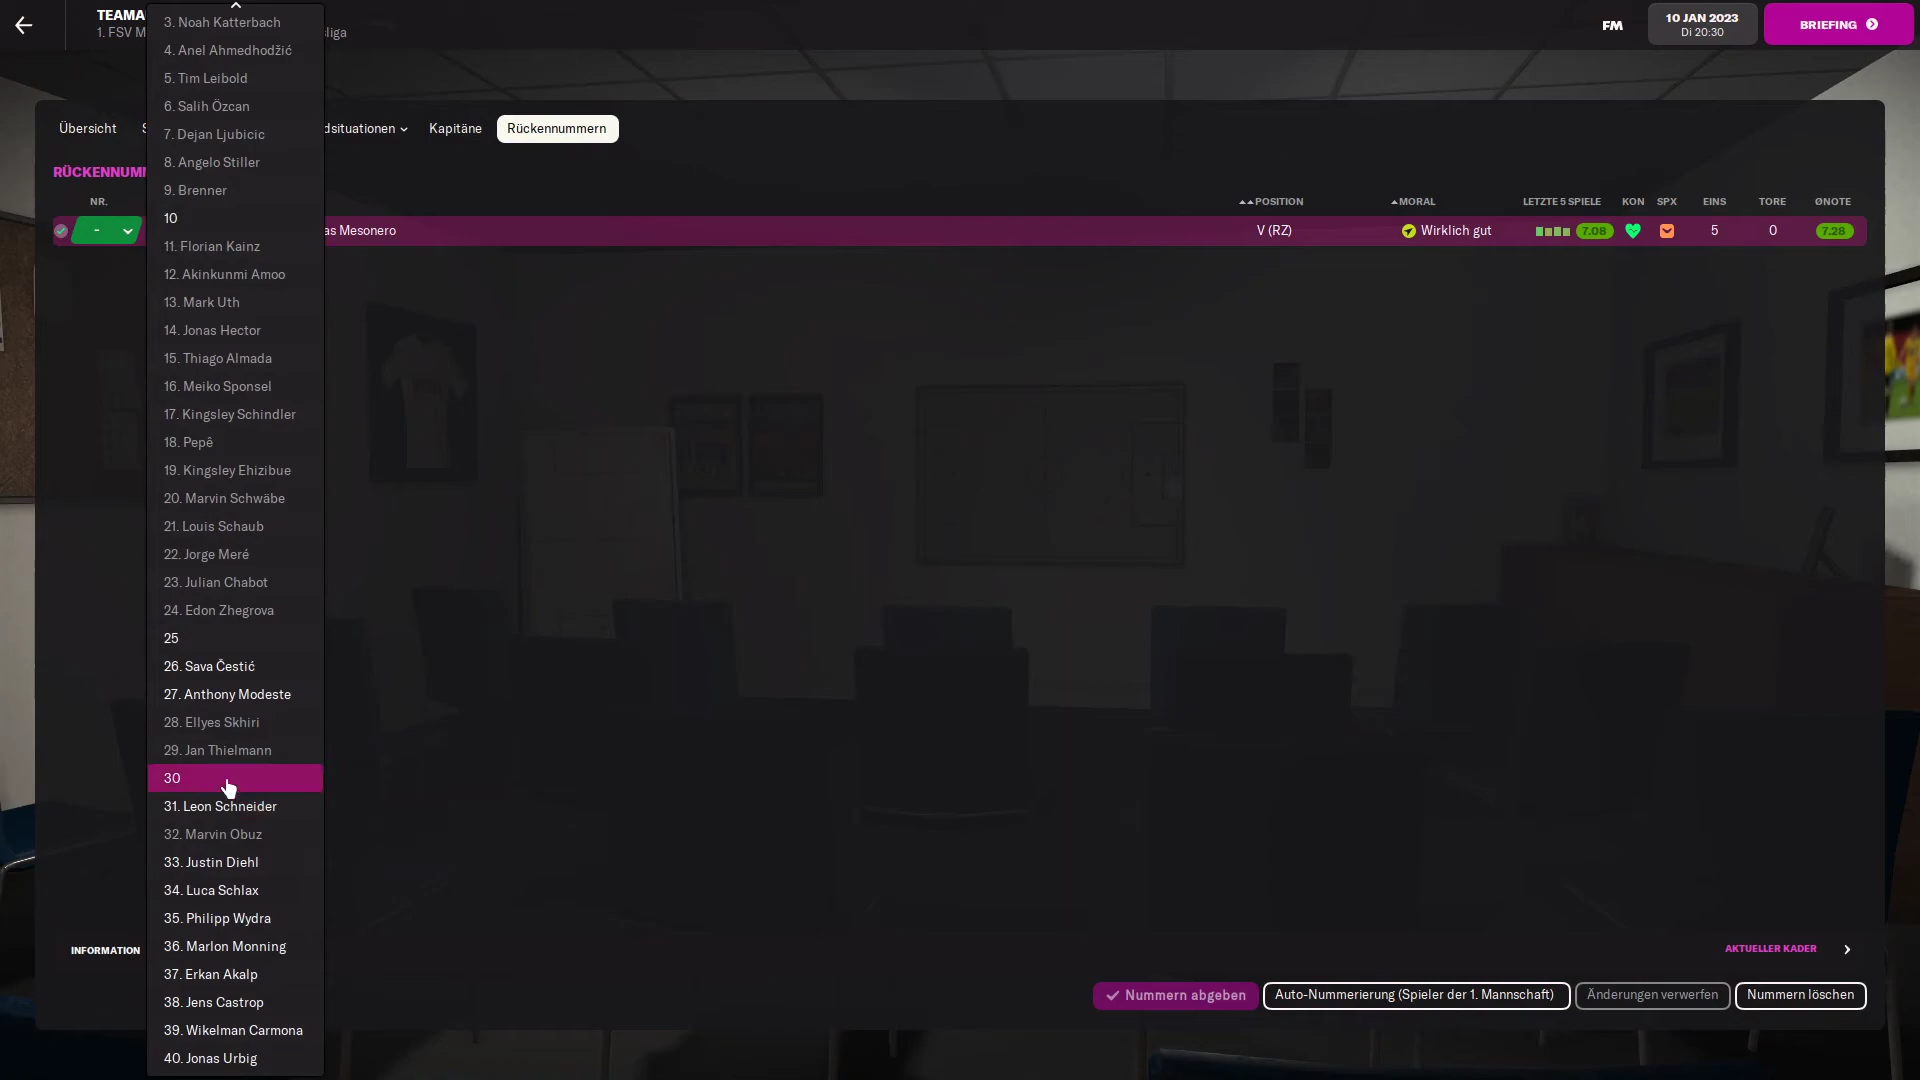 TEAMA
1. FSV M
sliga
FM
10 JAN 2023
Di 20:30
BRIEFING
Übersicht
S
dsituationen
Kapitäne
Rückennummern
RÜCKENNUMM
NR.
POSITION
MORAL
LETZTE 5 SPIELE
KON
SPX
EINS
TORE
ØNOTE
-
as Mesonero
V (RZ)
Wirklich gut
7.08
5
0
7.28
3. Noah Katterbach
4. Anel Ahmedhodžić
5. Tim Leibold
6. Salih Özcan
7. Dejan Ljubicic
8. Angelo Stiller
9. Brenner
10
11. Florian Kainz
12. Akinkunmi Amoo
13. Mark Uth
14. Jonas Hector
15. Thiago Almada
16. Meiko Sponsel
17. Kingsley Schindler
18. Pepê
19. Kingsley Ehizibue
20. Marvin Schwäbe
21. Louis Schaub
22. Jorge Meré
23. Julian Chabot
24. Edon Zhegrova
25
26. Sava Čestić
27. Anthony Modeste
28. Ellyes Skhiri
29. Jan Thielmann
30
31. Leon Schneider
32. Marvin Obuz
33. Justin Diehl
34. Luca Schlax
35. Philipp Wydra
36. Marlon Monning
37. Erkan Akalp
38. Jens Castrop
39. Wikelman Carmona
40. Jonas Urbig
INFORMATION
AKTUELLER KADER
Nummern abgeben
Auto-Nummerierung (Spieler der 1. Mannschaft)
Änderungen verwerfen
Nummern löschen